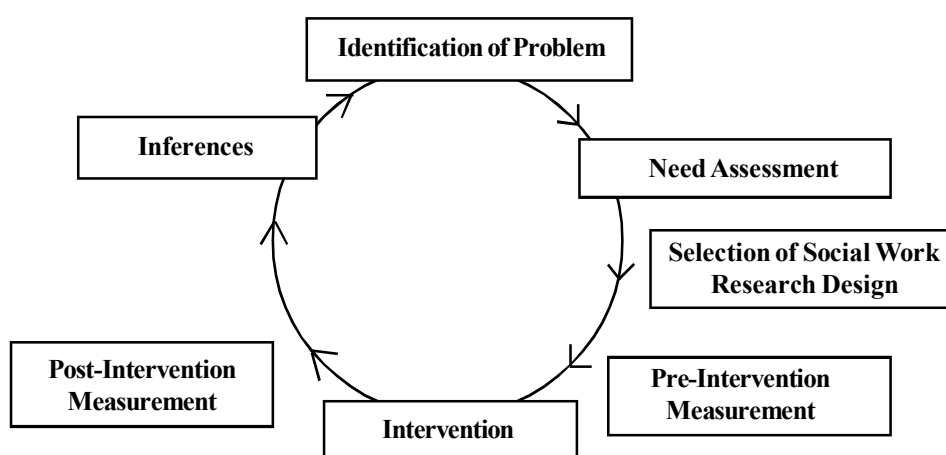 Identification of Problem
Inferences
Need Assessment
Selection of Social Work
Research Design
Post-Intervention
Measurement
Pre-Intervention
Measurement
Intervention